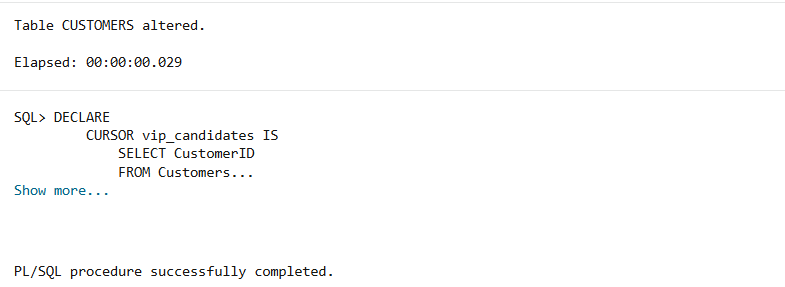 Table CUSTOMERS altered.
Elapsed: 00:00:00.029
SQL> DECLARE
CURSOR vip_candidates IS
SELECT CustomerID
FROM Customers...
Show more...
PL/SQL procedure successfully completed.